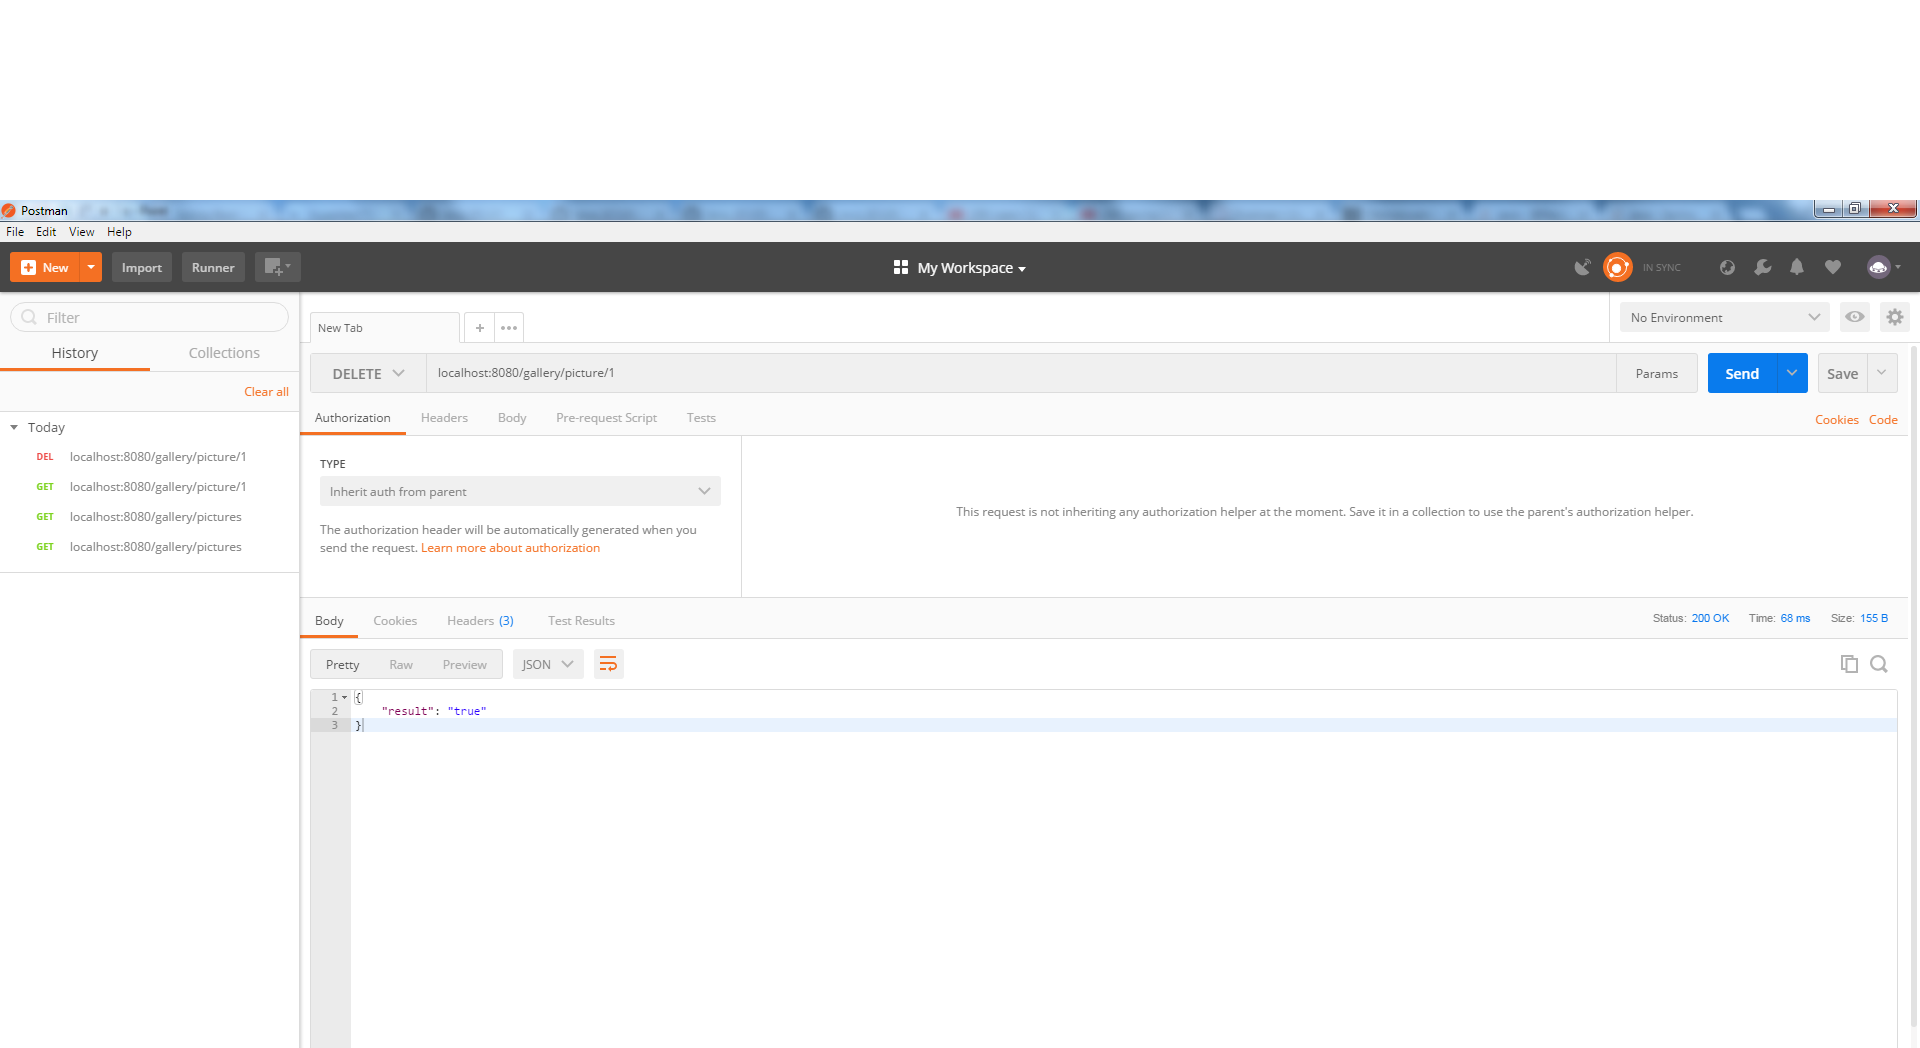 Postman
File Edit View Help
New Import Runner My Workspace IN SYNC
Filter
History Collections
Clear all
Today
DEL localhost:8080/gallery/picture/1
GET localhost:8080/gallery/picture/1
GET localhost:8080/gallery/pictures
GET localhost:8080/gallery/pictures
New Tab No Environment
DELETE localhost:8080/gallery/picture/1 Params Send Save
Authorization Headers Body Pre-request Script Tests Cookies Code
TYPE
Inherit auth from parent
The authorization header will be automatically generated when you
send the request. Learn more about authorization
This request is not inheriting any authorization helper at the moment. Save it in a collection to use the parent's authorization helper.
Body Cookies Headers (3) Test Results Status: 200 OK Time: 68 ms Size: 155 B
Pretty Raw Preview JSON
1 {
2 "result": "true"
3 }